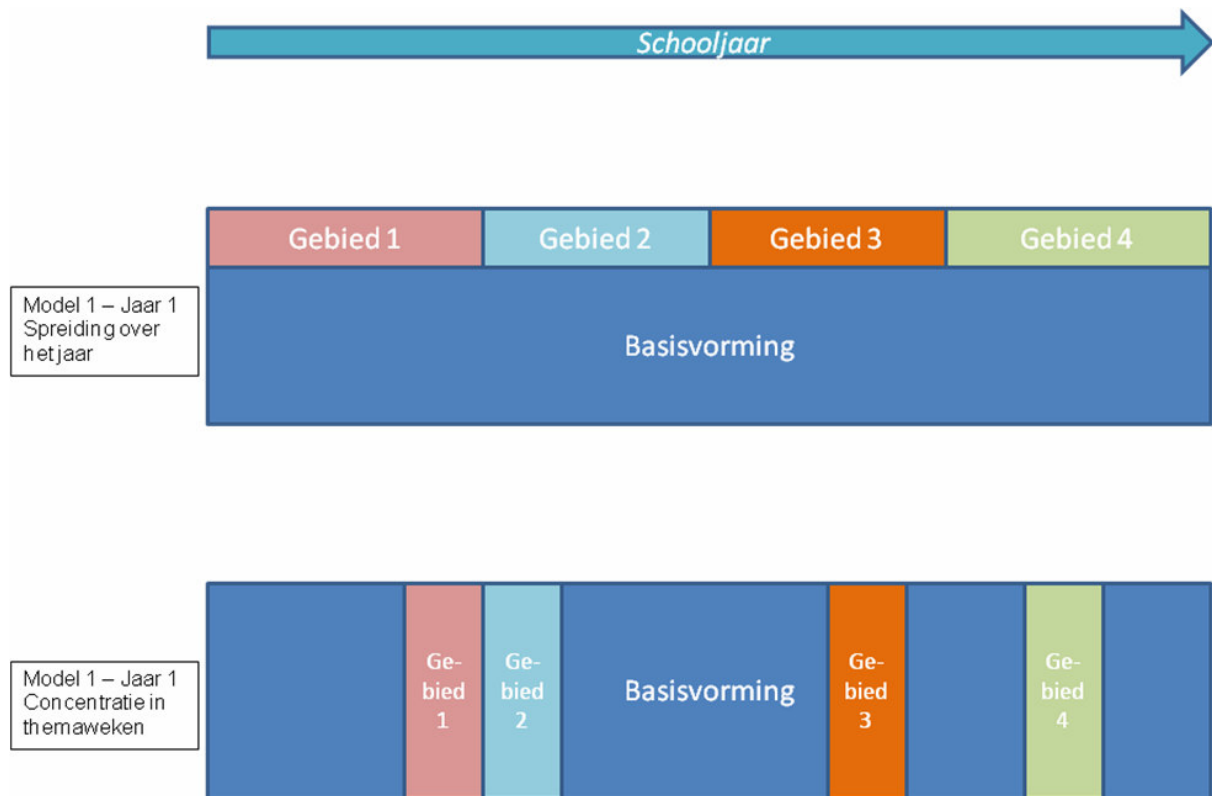 Schooljaar
Gebied 1 Gebied 2 Gebied 3 Gebied 4
Model 1 – Jaar 1
Spreiding over
het jaar
Basisvorming
Model 1 – Jaar 1
Concentratie in
themaweken
Ge-
bied
1
Ge-
bied
2
Basisvorming
Ge-
bied
3
Ge-
bied
4